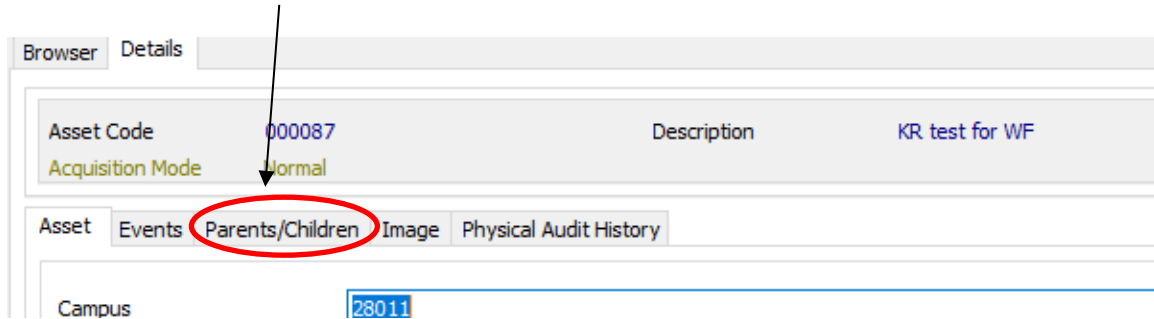 Browser Details
Asset Code 000087 Description KR test for WF
Acquisition Mode Normal
Asset Events Parents/Children Image Physical Audit History
Campus 28011